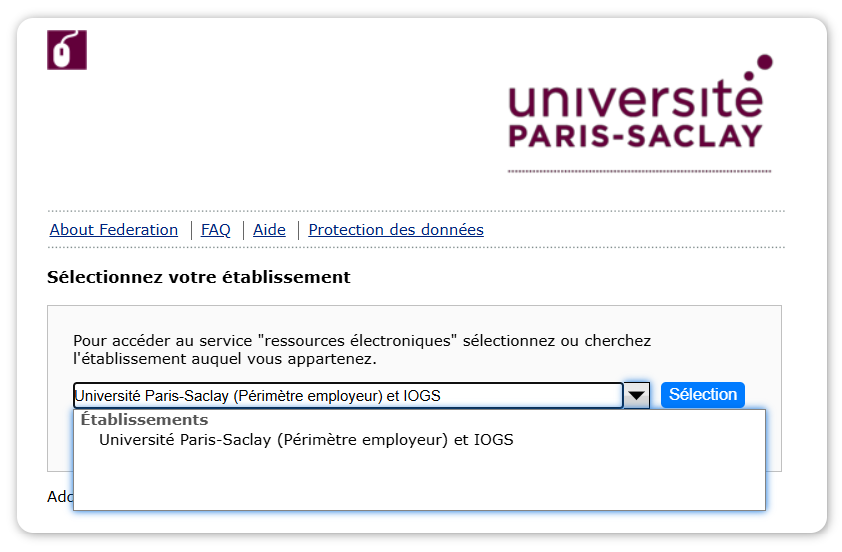 université
PARIS-SACLAY
About Federation FAQ Aide Protection des données
Sélectionnez votre établissement
Pour accéder au service "ressources électroniques" sélectionnez ou cherchez
l'établissement auquel vous appartenez.
Université Paris-Saclay (Périmètre employeur) et IOGS Sélection
Établissements
Université Paris-Saclay (Périmètre employeur) et IOGS